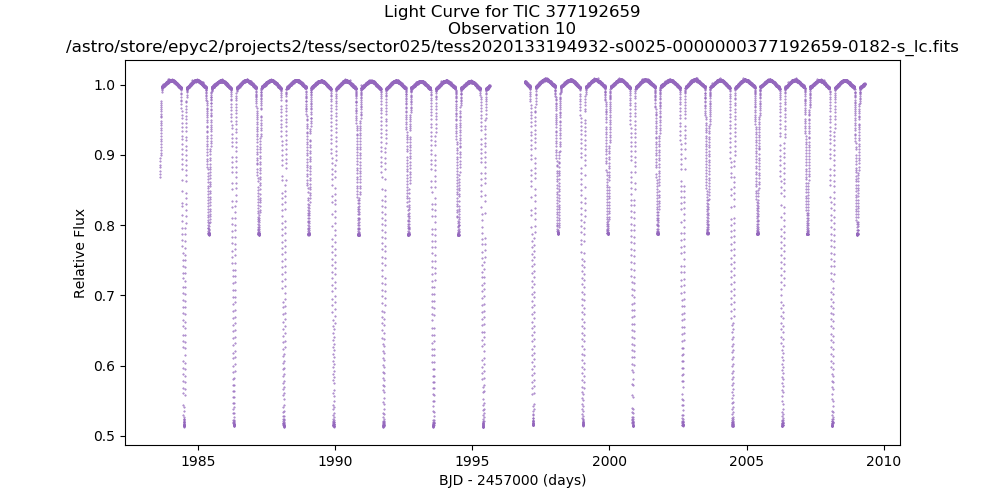 Light Curve for TIC 377192659
Observation 10
/astro/store/epyc2/projects2/tess/sector025/tess2020133194932-s0025-0000000377192659-0182-s_lc.fits
1.0
0.9
0.8
0.7
0.6
0.5
Relative Flux
1985
1990
1995
2000
2005
2010
BJD - 2457000 (days)